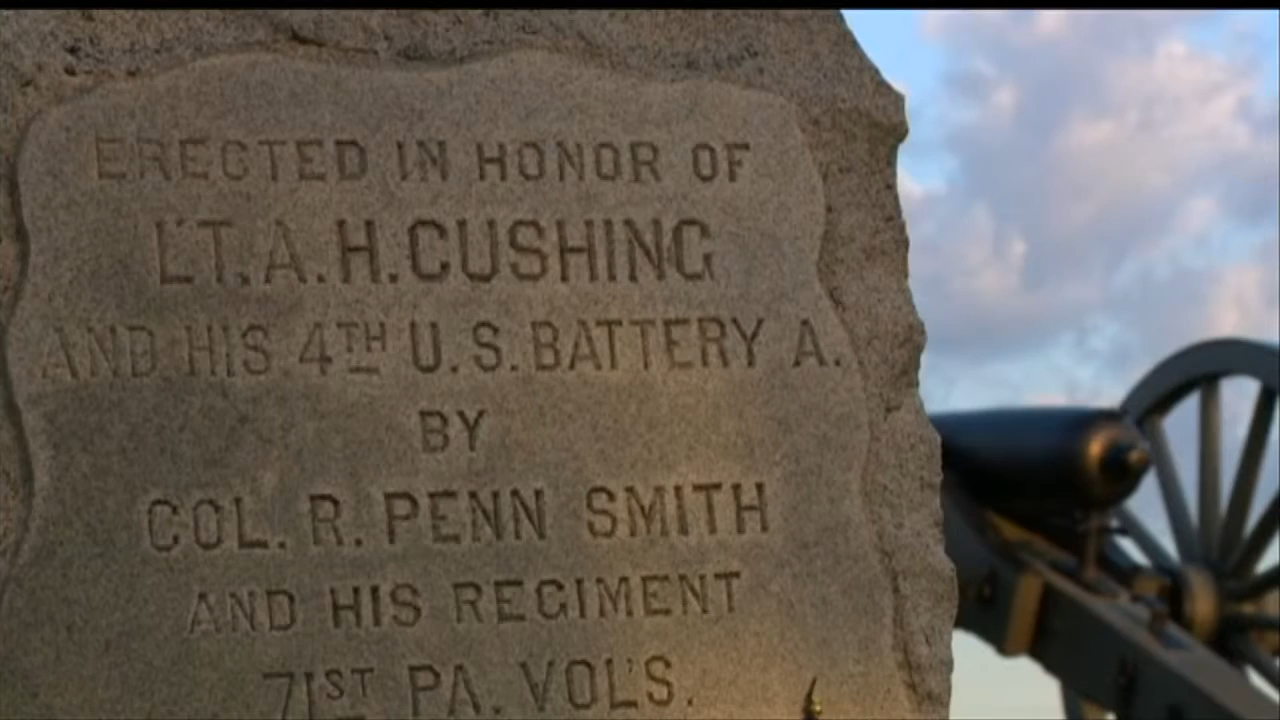 ERECTED IN HONOR OF
LT. A. H. CUSHING
AND HIS 4TH U.S. BATTERY A.
BY
COL. R. PENN SMITH
AND HIS REGIMENT
71ST PA. VOL'S.